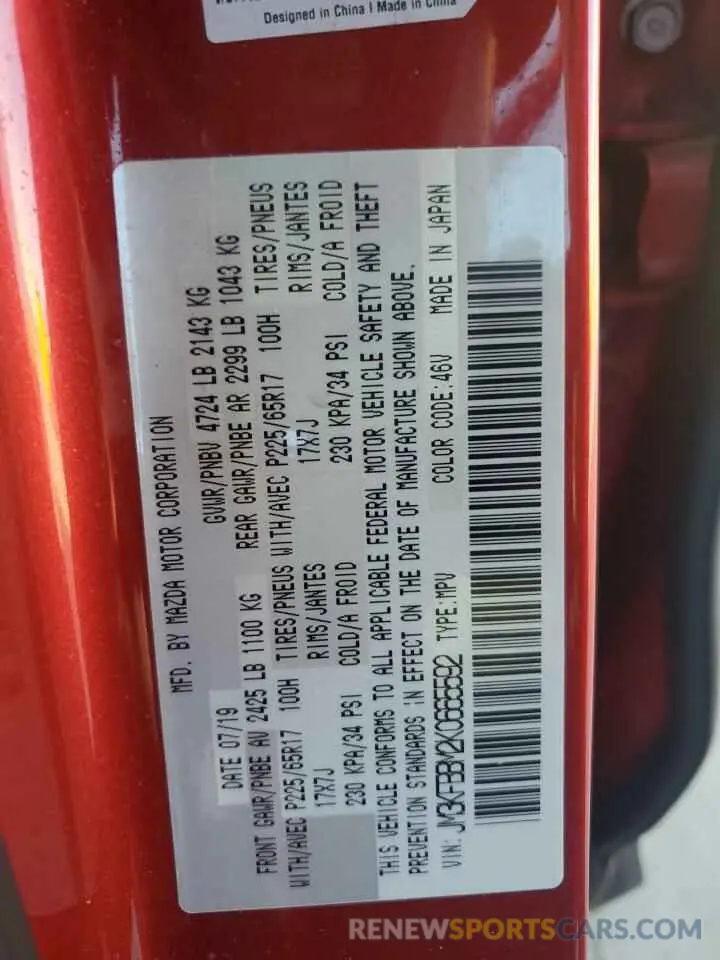 Designed in China | Made in China
MFD. BY MAZDA MOTOR CORPORATION
DATE 07/19 GVWR/PNBV 4724 LB 2143 KG
FRONT GAWR/PNBE AV 2425 LB 1100 KG REAR GAWR/PNBE AR 2299 LB 1043 KG
WITH/AVEC P225/65R17 100H TIRES/PNEUS WITH/AVEC P225/65R17 100H TIRES/PNEUS
17X7J RIMS/JANTES 17X7J RIMS/JANTES
230 KPA/34 PSI COLD/A FROID 230 KPA/34 PSI COLD/A FROID
THIS VEHICLE CONFORMS TO ALL APPLICABLE FEDERAL MOTOR VEHICLE SAFETY AND THEFT
PREVENTION STANDARDS IN EFFECT ON THE DATE OF MANUFACTURE SHOWN ABOVE.
VIN: JM3KFBBM2K0665592 TYPE:MPV COLOR CODE:46V MADE IN JAPAN
RENEWSPORTSCARS.COM